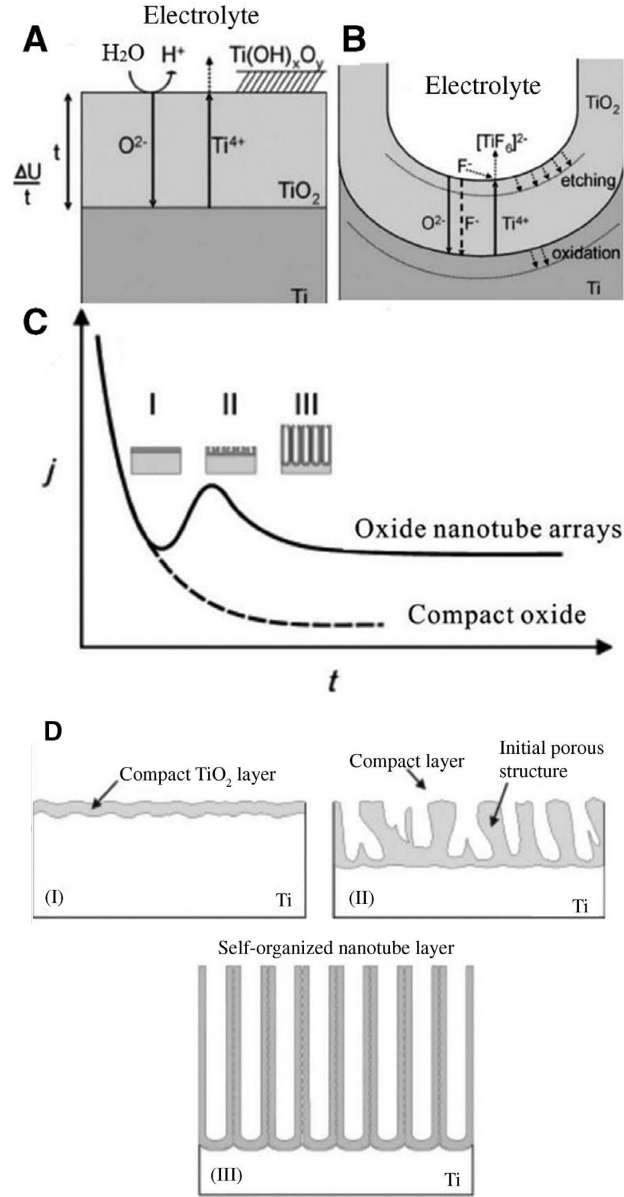 Electrolyte
A
H2O H⁺ Ti(OH)ₓOᵧ
ΔU
t
t
O²⁻
Ti⁴⁺
TiO₂
Ti
B
Electrolyte
TiO₂
[TiF₆]²⁻
F⁻
etching
O²⁻
F⁻
Ti⁴⁺
oxidation
Ti
C
I II III
j
Oxide nanotube arrays
Compact oxide
t
D
Compact TiO₂ layer
(I)
Ti
Compact layer
Initial porous
structure
(II)
Ti
Self-organized nanotube layer
(III)
Ti